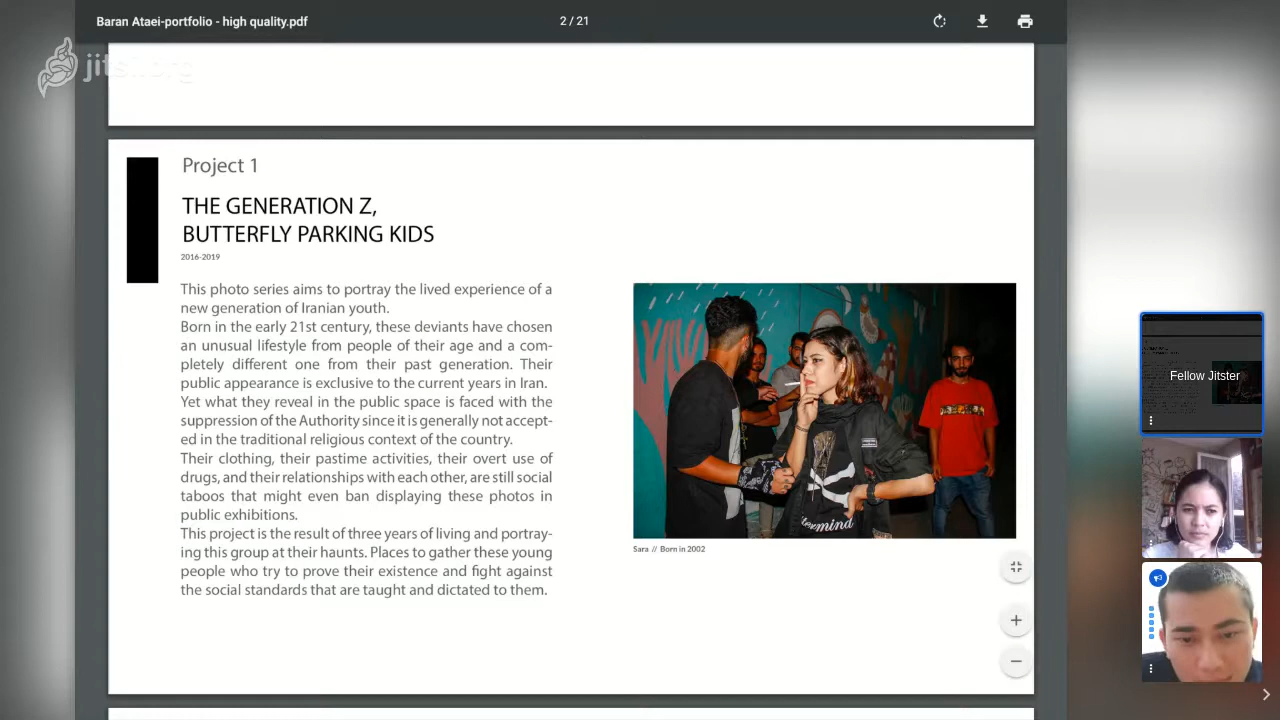 Baran Ataei-portfolio - high quality.pdf
2 / 21
jitsi.org
Project 1
THE GENERATION Z,
BUTTERFLY PARKING KIDS
2016-2019
This photo series aims to portray the lived experience of a
new generation of Iranian youth.
Born in the early 21st century, these deviants have chosen
an unusual lifestyle from people of their age and a com-
pletely different one from their past generation. Their
public appearance is exclusive to the current years in Iran.
Yet what they reveal in the public space is faced with the
suppression of the Authority since it is generally not accept-
ed in the traditional religious context of the country.
Their clothing, their pastime activities, their overt use of
drugs, and their relationships with each other, are still social
taboos that might even ban displaying these photos in
public exhibitions.
This project is the result of three years of living and portray-
ing this group at their haunts. Places to gather these young
people who try to prove their existence and fight against
the social standards that are taught and dictated to them.
termind
Sara // Born in 2002
Fellow Jitster